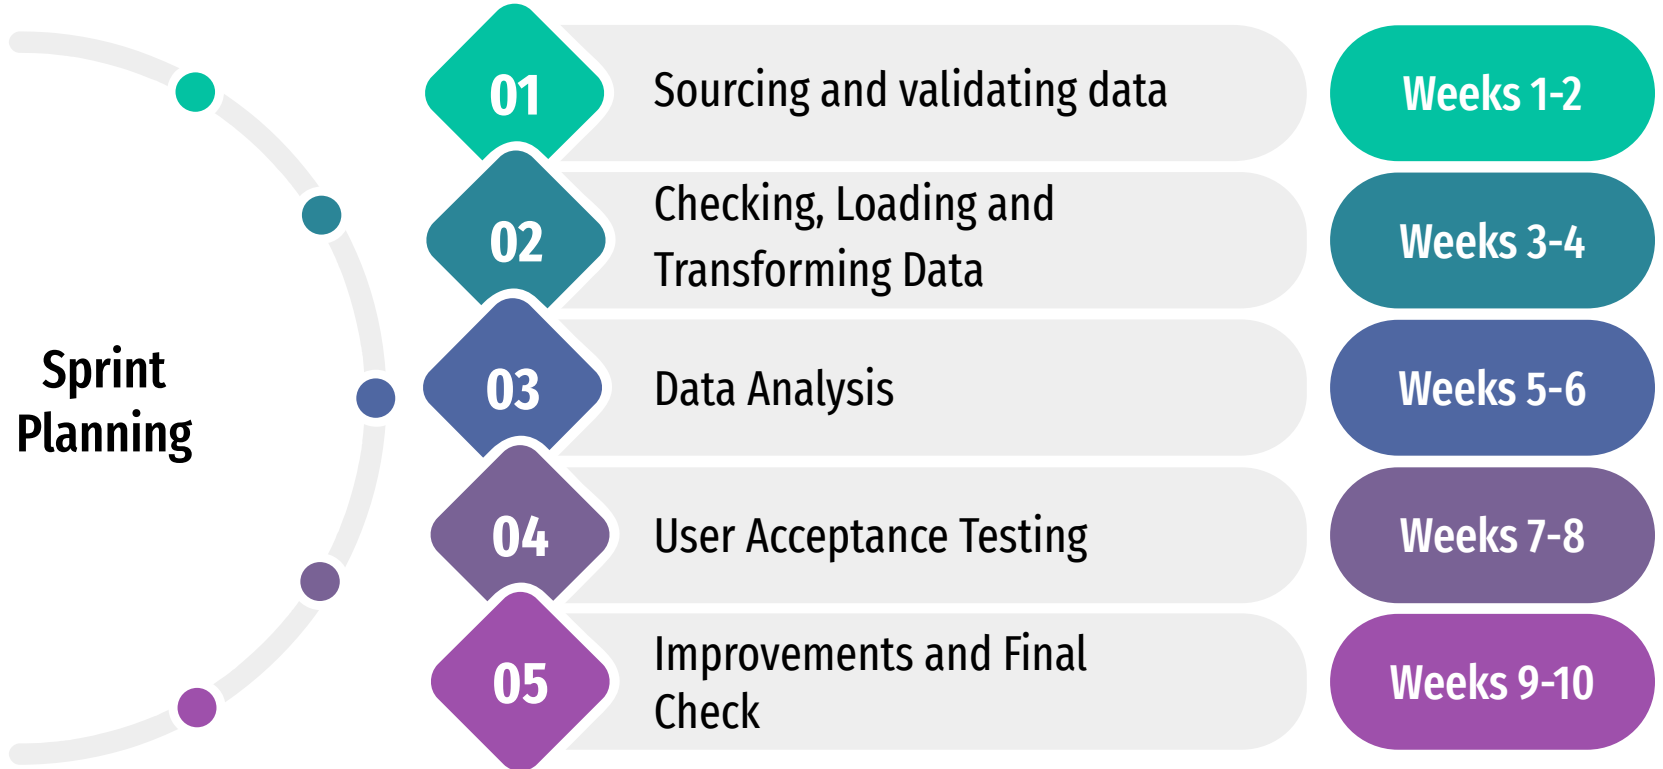 Sprint
Planning
01
Sourcing and validating data
Weeks 1-2
02
Checking, Loading and
Transforming Data
Weeks 3-4
03
Data Analysis
Weeks 5-6
04
User Acceptance Testing
Weeks 7-8
05
Improvements and Final
Check
Weeks 9-10